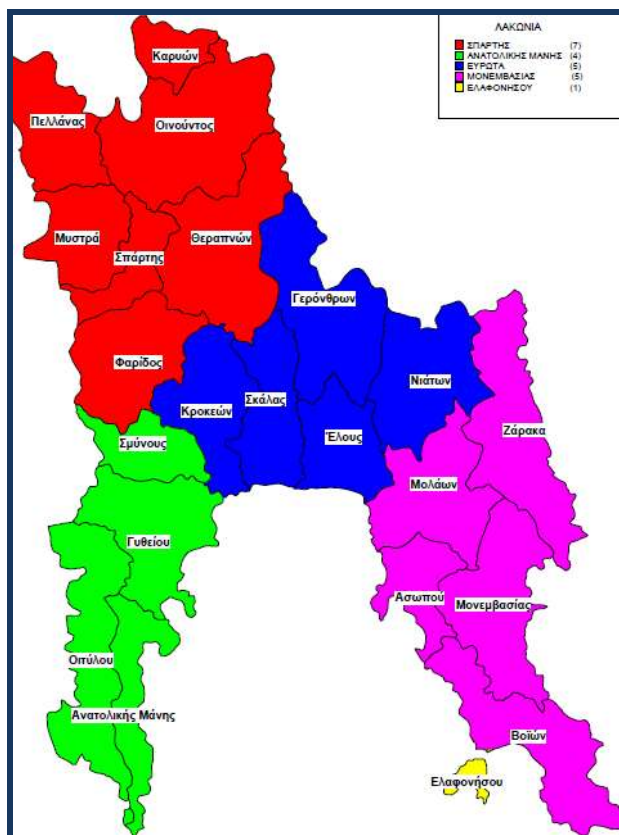 ΛΑΚΩΝΙΑ
ΣΠΑΡΤΗΣ (7)
ΑΝΑΤΟΛΙΚΗΣ ΜΑΝΗΣ (4)
ΕΥΡΩΤΑ (5)
ΜΟΝΕΜΒΑΣΙΑΣ (5)
ΕΛΑΦΟΝΗΣΟΥ (1)
Καρυών
Πελλάνας
Οινούντος
Μυστρά
Θεραπνών
Σπάρτης
Γερόνθρων
Φαρίδος
Νιάτων
Σκάλας
Κροκεών
Ζάρακα
Έλους
Σμύνους
Μολάων
Γυθείου
Ασωπού
Μονεμβασίας
Οιτύλου
Ανατολικής Μάνης
Βοϊών
Ελαφονήσου